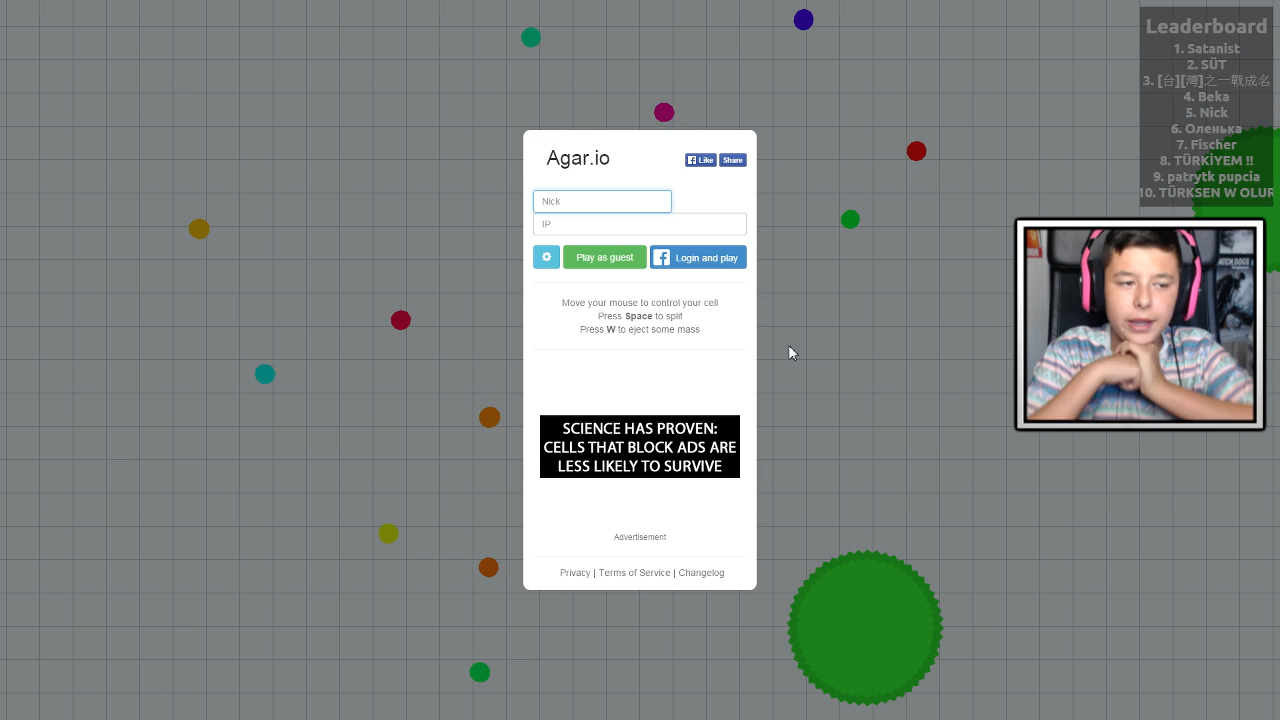 Leaderboard
1. Satanist
2. SÜT
3. [台][灣]之一戰成名
4. Beka
5. Nick
6. Оленька
7. Fischer
8. TÜRKİYEM !!
9. patrytk pupcia
10. TÜRKSEN W OLUR
Agar.io
Like Share
Nick
IP
Play as guest Login and play
Move your mouse to control your cell
Press Space to split
Press W to eject some mass
SCIENCE HAS PROVEN:
CELLS THAT BLOCK ADS ARE
LESS LIKELY TO SURVIVE
Advertisement
Privacy | Terms of Service | Changelog